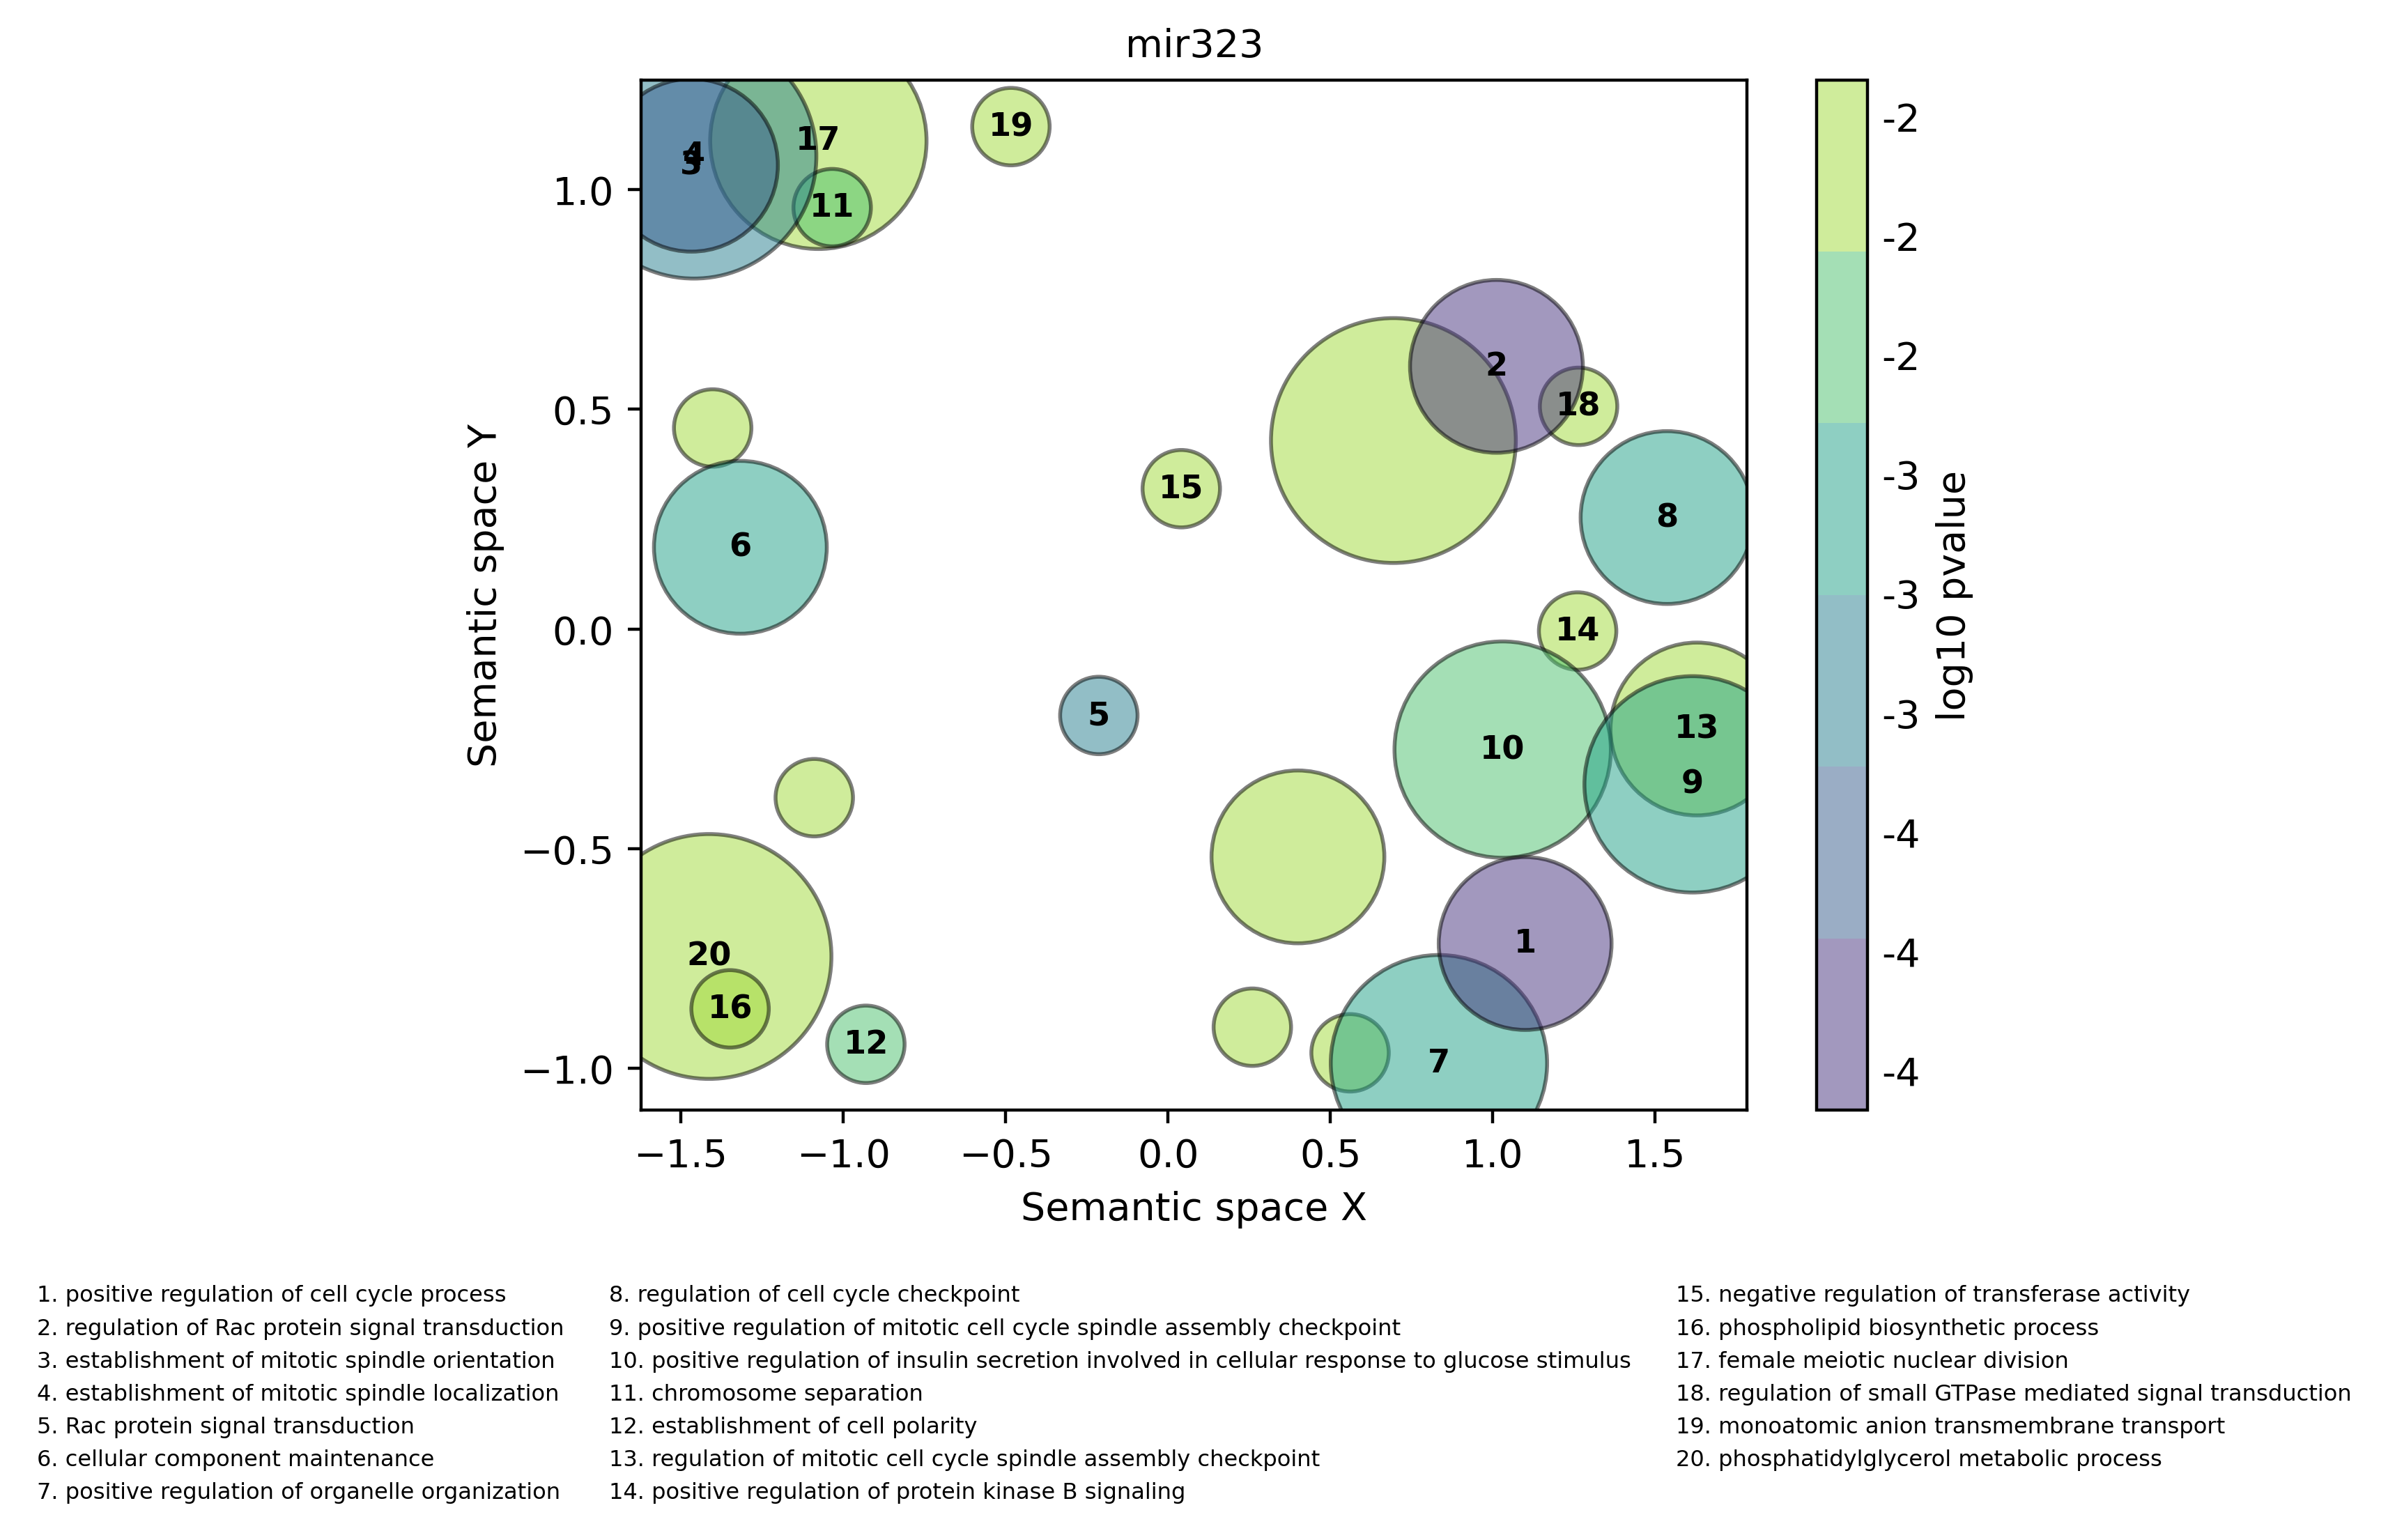 mir323
19
17
4
3
11
1.0
0.5
0.0
−0.5
−1.0
Semantic space Y
2
18
15
8
6
14
5
13
10
9
1
20
16
12
7
−1.5
−1.0
−0.5
0.0
0.5
1.0
1.5
Semantic space X
-2
-2
-2
-3
-3
-3
-4
-4
-4
log10 pvalue
1. positive regulation of cell cycle process
2. regulation of Rac protein signal transduction
3. establishment of mitotic spindle orientation
4. establishment of mitotic spindle localization
5. Rac protein signal transduction
6. cellular component maintenance
7. positive regulation of organelle organization
8. regulation of cell cycle checkpoint
9. positive regulation of mitotic cell cycle spindle assembly checkpoint
10. positive regulation of insulin secretion involved in cellular response to glucose stimulus
11. chromosome separation
12. establishment of cell polarity
13. regulation of mitotic cell cycle spindle assembly checkpoint
14. positive regulation of protein kinase B signaling
15. negative regulation of transferase activity
16. phospholipid biosynthetic process
17. female meiotic nuclear division
18. regulation of small GTPase mediated signal transduction
19. monoatomic anion transmembrane transport
20. phosphatidylglycerol metabolic process